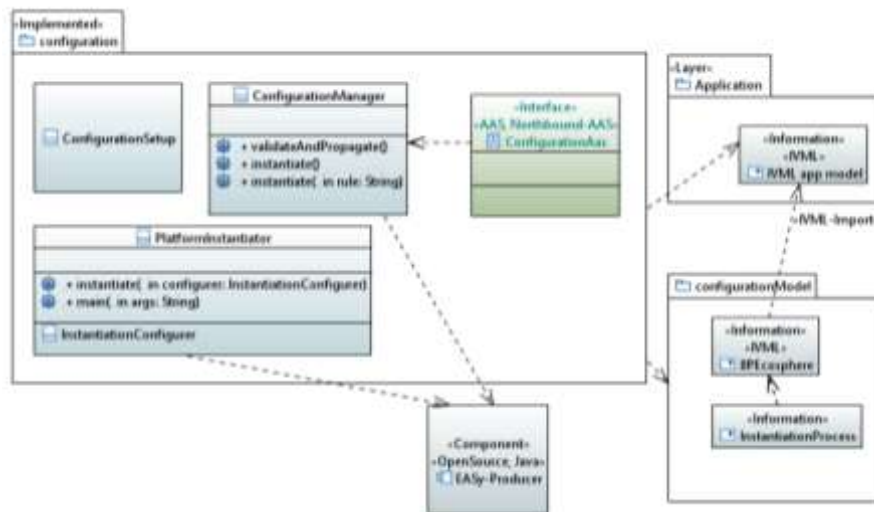 «Implemented»
configuration
ConfigurationSetup
ConfigurationManager
+ validateAndPropagate()
+ instantiate()
+ instantiate( in rule: String)
«Interface»
«AAS, Northbound-AAS»
ConfigurationAas
PlatformInstantiator
+ instantiate( in configurer: InstantiationConfigurer)
+ main( in args: String)
InstantiationConfigurer
«Component»
«OpenSource, Java»
EASy-Producer
«Layer»
Application
«Information»
«IVML»
IVML app model
«IVML-Import
configurationModel
«Information»
«IVML»
IIPEcosphere
«Information»
InstantiationProcess